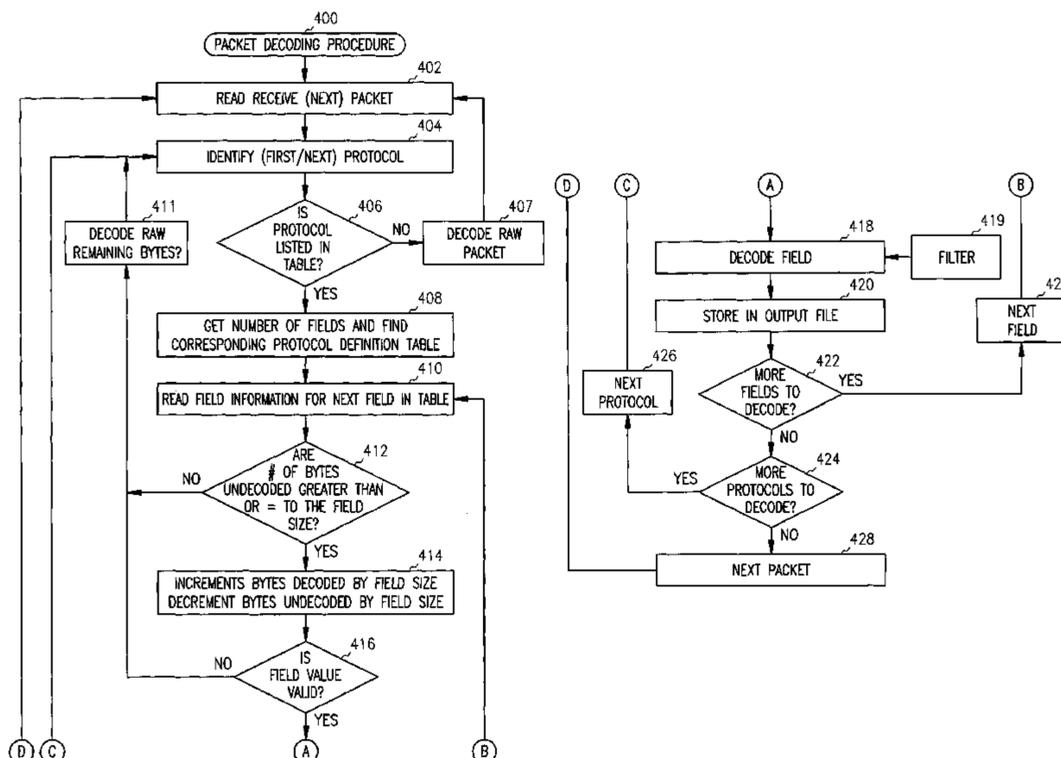 400
PACKET DECODING PROCEDURE
402
READ RECEIVE (NEXT) PACKET
404
IDENTIFY (FIRST/NEXT) PROTOCOL
411
DECODE RAW
REMAINING BYTES?
406
IS
PROTOCOL
LISTED IN
TABLE?
NO
407
DECODE RAW
PACKET
YES
408
GET NUMBER OF FIELDS AND FIND
CORRESPONDING PROTOCOL DEFINITION TABLE
410
READ FIELD INFORMATION FOR NEXT FIELD IN TABLE
412
ARE
# OF BYTES
UNDECODED GREATER THAN
OR = TO THE FIELD
SIZE?
NO
YES
414
INCREMENTS BYTES DECODED BY FIELD SIZE
DECREMENT BYTES UNDECODED BY FIELD SIZE
416
IS
FIELD VALUE
VALID?
NO
YES
D
C
A
B
D
C
A
B
418
DECODE FIELD
419
FILTER
420
STORE IN OUTPUT FILE
42
NEXT
FIELD
422
MORE
FIELDS TO
DECODE?
YES
NO
426
NEXT
PROTOCOL
424
MORE
PROTOCOLS TO
DECODE?
YES
NO
428
NEXT PACKET